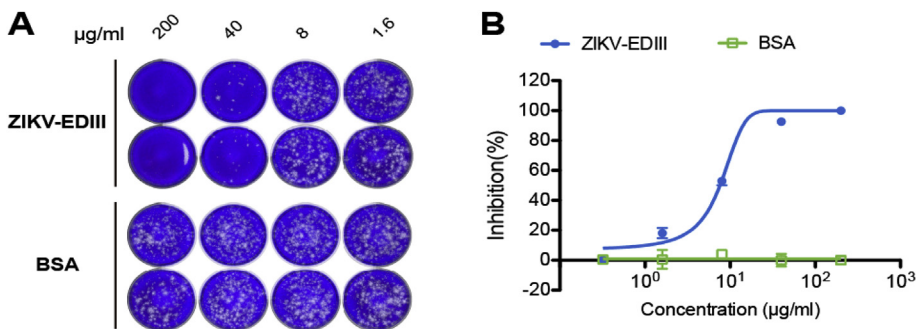 A
µg/ml 200 40 8 1.6
ZIKV-EDIII
BSA
B
ZIKV-EDIII BSA
120
100
80
60
40
20
0
-20
Inhibition(%)
10⁰ 10¹ 10² 10³
Concentration (µg/ml)